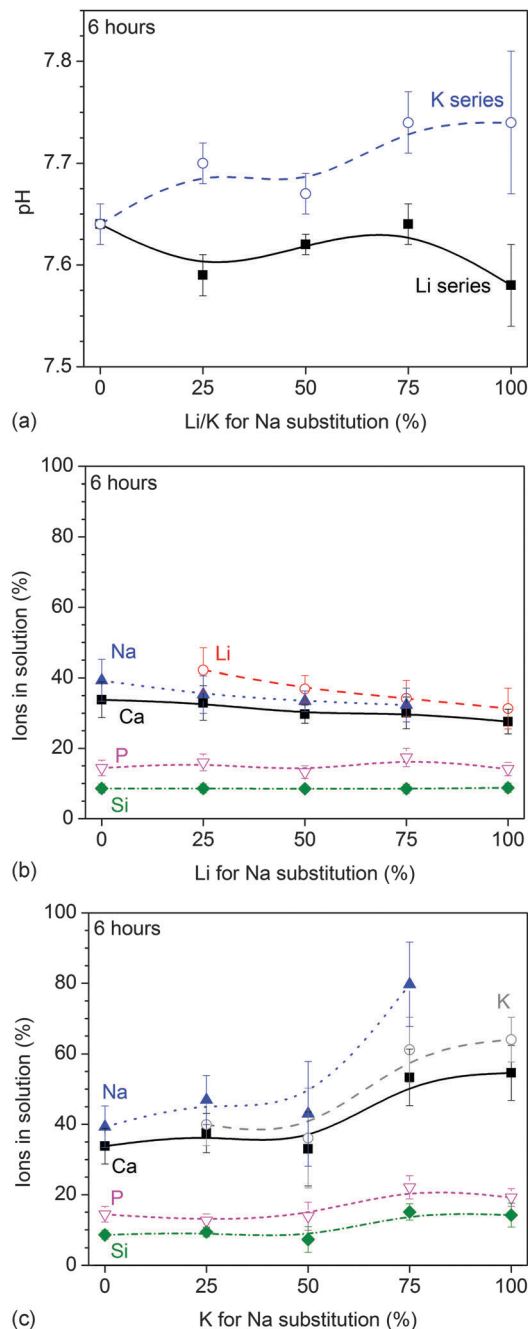 6 hours
7.8
7.7
7.6
7.5
pH
K series
Li series
0 25 50 75 100
Li/K for Na substitution (%)
(a)
6 hours
100
80
60
40
20
0
Ions in solution (%)
Na
Li
Ca
P
Si
0 25 50 75 100
Li for Na substitution (%)
(b)
6 hours
100
80
60
40
20
0
Ions in solution (%)
Na
K
Ca
P
Si
0 25 50 75 100
K for Na substitution (%)
(c)